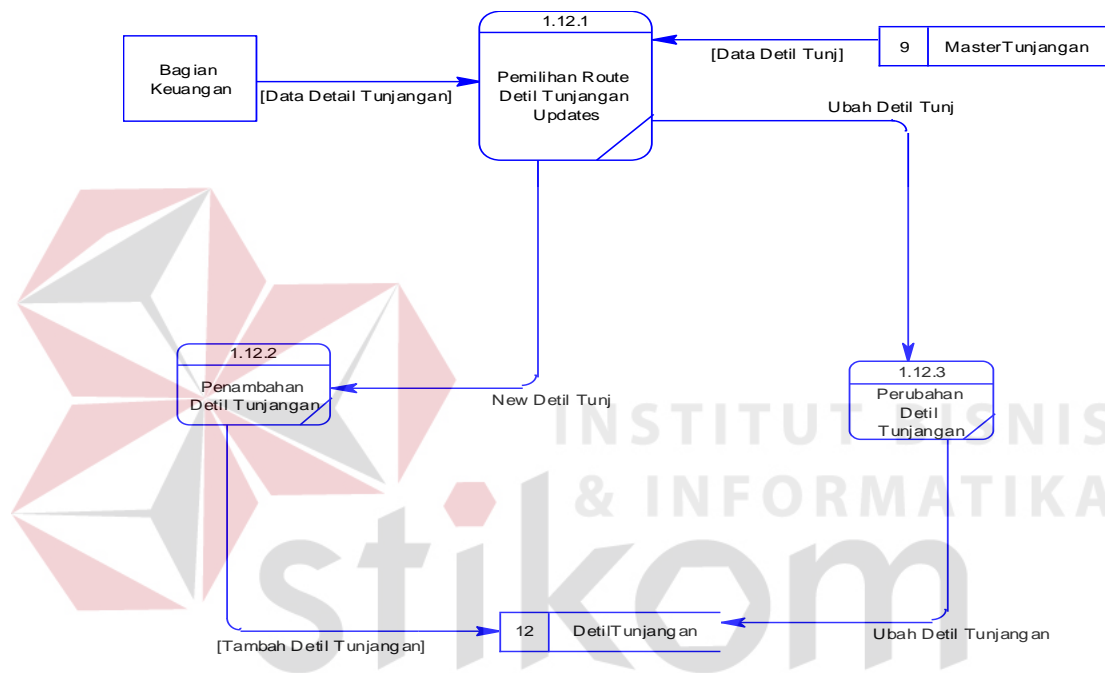 1.12.1
Bagian
Keuangan
[Data Detail Tunjangan]
Pemilihan Route
Detil Tunjangan
Updates
[Data Detil Tunj]
9 MasterTunjangan
Ubah Detil Tunj
1.12.2
Penambahan
Detil Tunjangan
New Detil Tunj
1.12.3
Perubahan
Detil
Tunjangan
INSTITUT BISNIS
& INFORMATIKA
stikom
[Tambah Detil Tunjangan]
12 DetilTunjangan
Ubah Detil Tunjangan